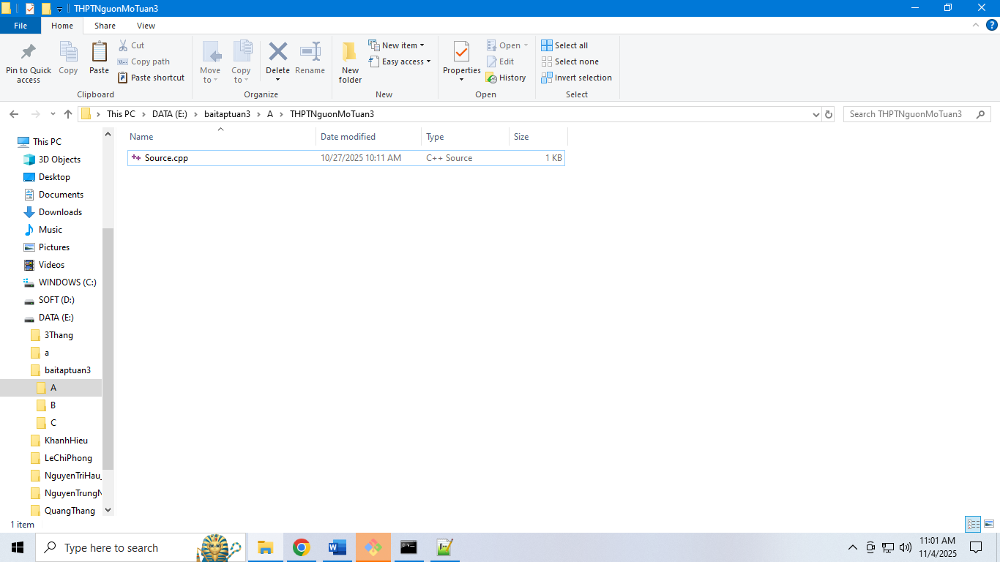 THPTNguonMoTuan3
File Home Share View
Pin to Quick access
Copy
Paste
Cut
Copy path
Paste shortcut
Clipboard
Move to
Copy to
Delete
Rename
Organize
New folder
New item
Easy access
New
Properties
Open
Edit
History
Open
Select all
Select none
Invert selection
Select
This PC > DATA (E:) > baitaptuan3 > A > THPTNguonMoTuan3
Search THPTNguonMoTuan3
This PC
3D Objects
Desktop
Documents
Downloads
Music
Pictures
Videos
WINDOWS (C:)
SOFT (D:)
DATA (E:)
3Thang
a
baitaptuan3
A
B
C
KhanhHieu
LeChiPhong
NguyenTriHau_
NguyenTrungN
QuangThang
Name Date modified Type Size
Source.cpp 10/27/2025 10:11 AM C++ Source 1 KB
1 item
Type here to search
11:01 AM
11/4/2025